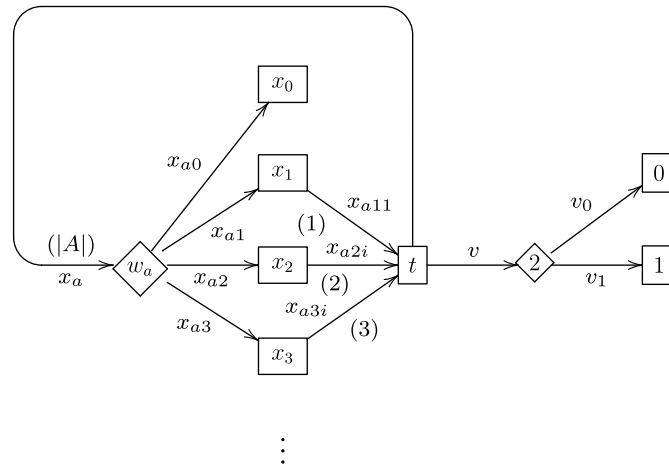 x_0
x_{a0}
x_1
0
x_{a11}
v_0
x_{a1}
(1)
(|A|)
x_{a2i}
v
w_a
x_2
t
2
1
x_a
x_{a2}
(2)
v_1
x_{a3i}
x_{a3}
(3)
x_3
⋮